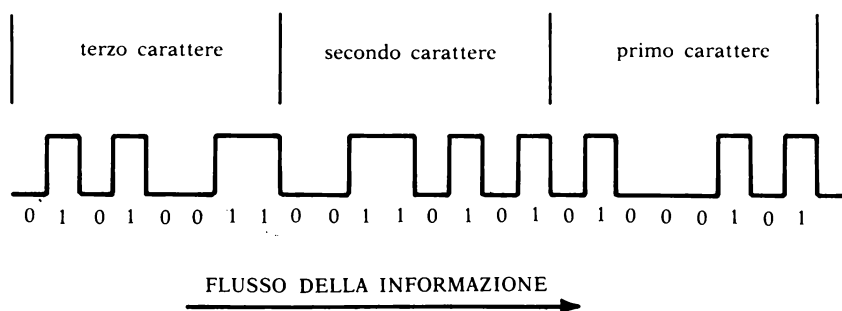 terzo carattere secondo carattere primo carattere
0 1 0 1 0 0 1 1 0 0 1 1 0 1 0 1 0 1 0 0 0 1 0 1
FLUSSO DELLA INFORMAZIONE